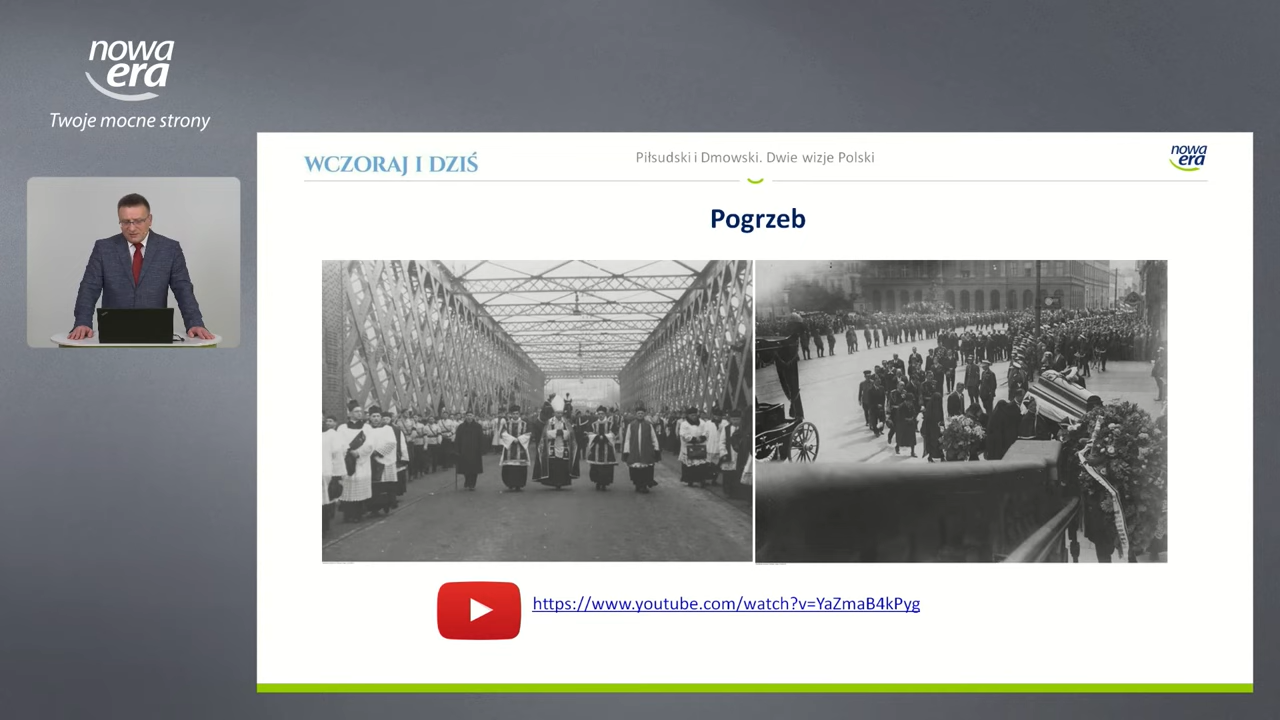 nowa
era
Twoje mocne strony
WCZORAJ I DZIŚ
Piłsudski i Dmowski. Dwie wizje Polski
nowa
era
Pogrzeb
https://www.youtube.com/watch?v=YaZmaB4kPyg